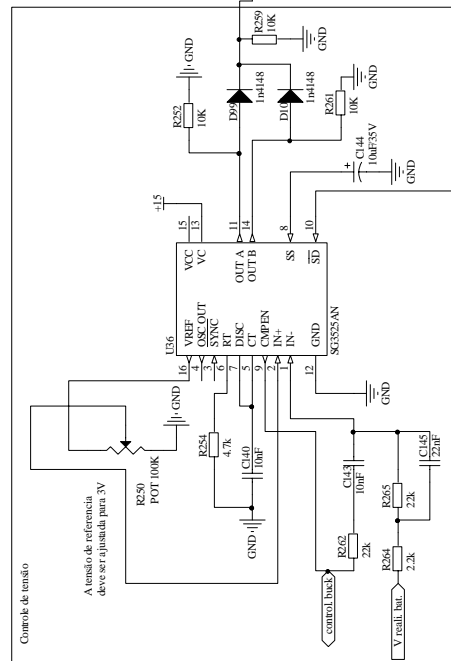 Controle de tensão
A tensão de referencia
deve ser ajustada para 3V
R250
POT 100K
GND
R254
4.7k
C140
10nF
GND
C143
10nF
R262
22k
control. buck
R265
22k
C145
22nF
R264
2.2k
V reali. bat.
GND
U36
16
VREF
4
OSC OUT
3
SYNC
6
RT
7
DISC
5
CT
9
CMPEN
2
IN+
1
IN-
12
GND
SG3525AN
VCC
15
VC
13
+15
OUT A
11
OUT B
14
SS
8
SD
10
R252
10K
GND
D99
1n4148
R259
10K
GND
D10
1n4148
R261
10K
GND
C144
10uF/35V
+
GND